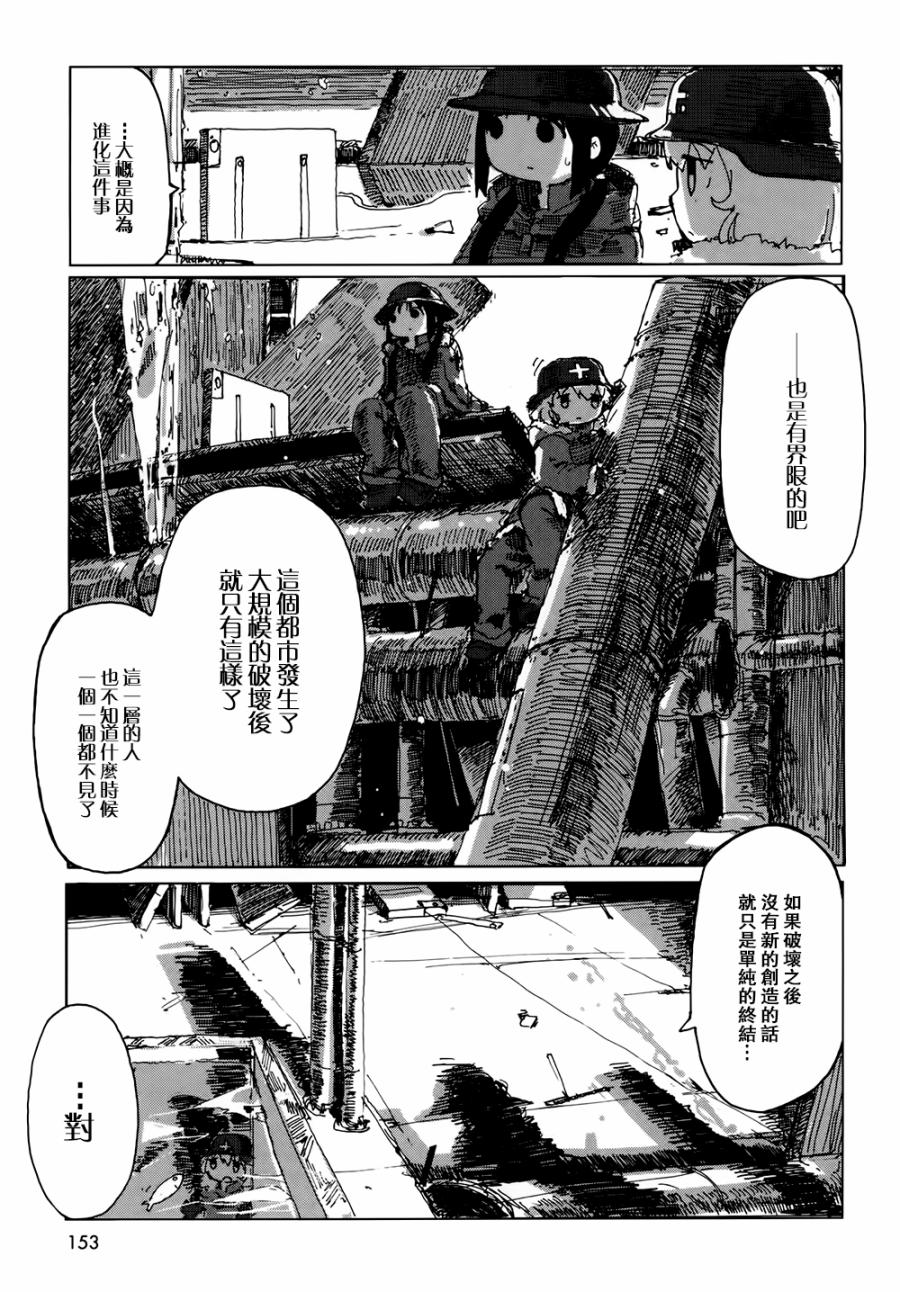 …大概是因為
進化這件事
——也是有界限的吧
這個都市發生了
大規模的破壞後
就只有這樣了
這一層的人
也不知道什麼時候
一個一個都不見了
如果破壞之後
沒有新的創造的話
就只是單純的終結…
…對
153